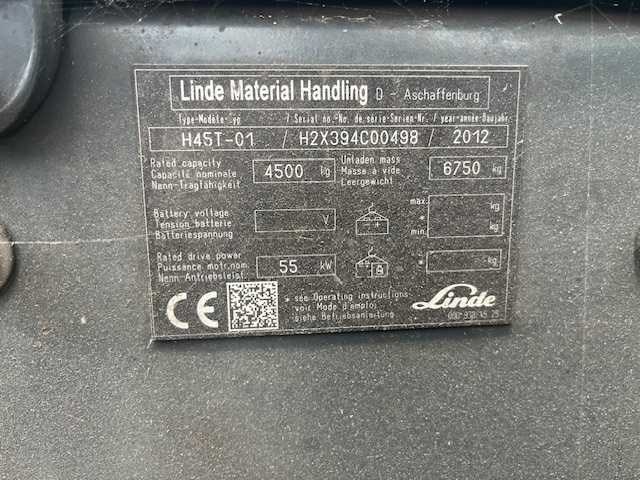 Linde Material Handling D - Aschaffenburg
Type-Modèle-Typ / Serial no.-No. de série-Serien-Nr. / year-année-Baujahr
H45T-01 / H2X394C00498 / 2012
Rated capacity
Capacité nominale
Nenn-Tragfähigkeit
4500 kg
Unladen mass
Masse à vide
Leergewicht
6750 kg
Battery voltage
Tension batterie
Batteriespannung
V
max. kg
*
min. kg
Rated drive power
Puissance motr.nom.
Nenn Antriebsleist.
55 kW
A
* kg
CE
* see Operating instructions
voir Mode d'emploi
siehe Betriebsanleitung
Linde